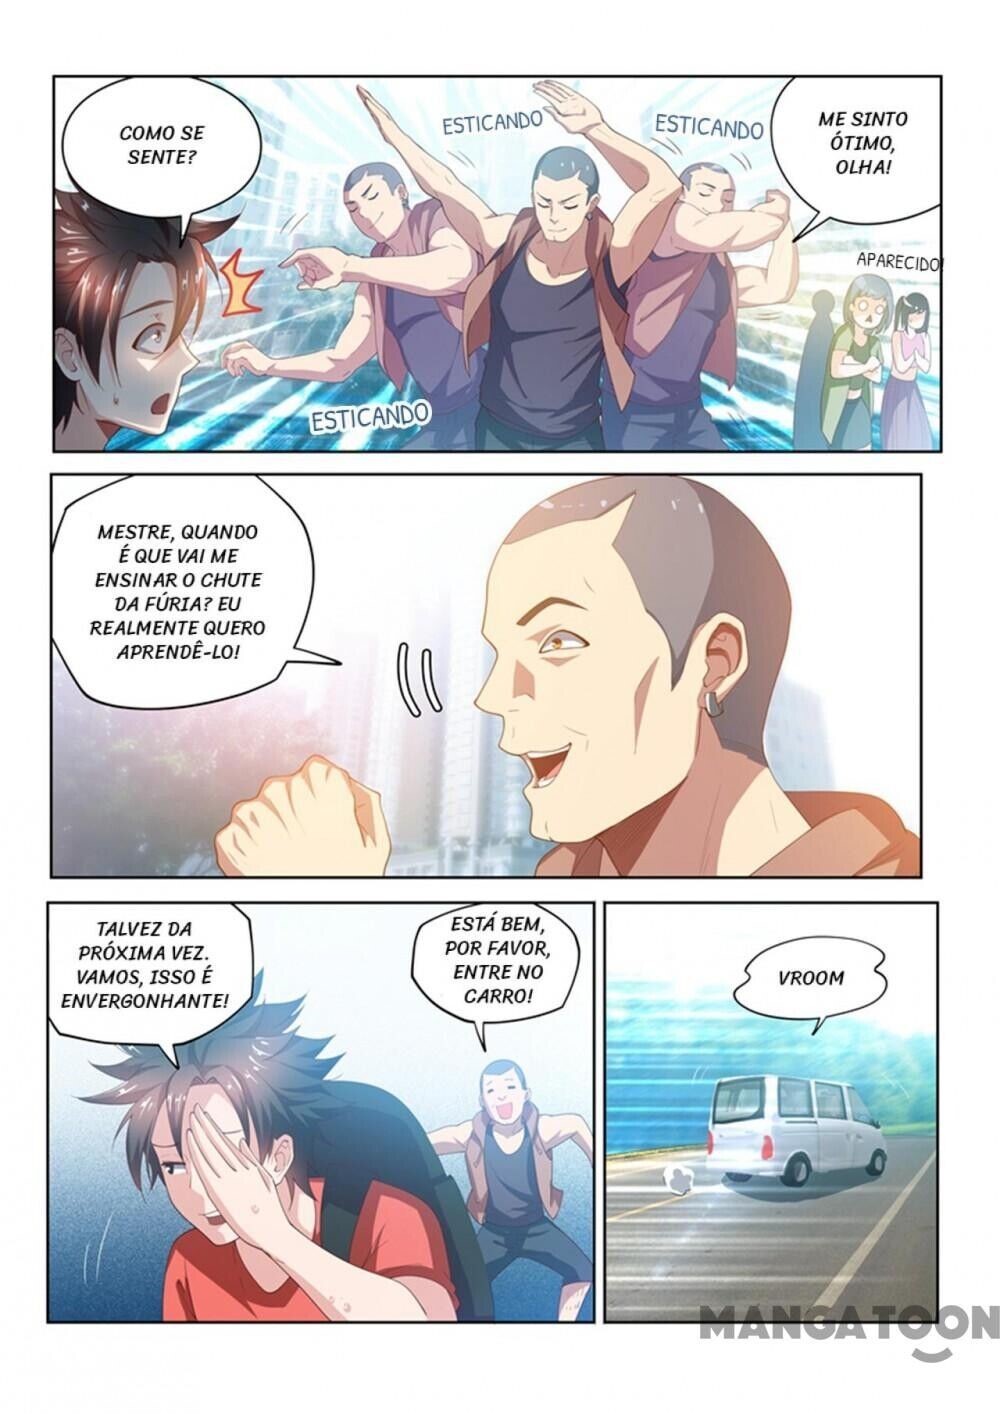 COMO SE
SENTE?
ESTICANDO
ESTICANDO
ME SINTO
ÓTIMO,
OLHA!
APARECIDO!
ESTICANDO
MESTRE, QUANDO
É QUE VAI ME
ENSINAR O CHUTE
DA FÚRIA? EU
REALMENTE QUERO
APRENDÊ-LO!
TALVEZ DA
PRÓXIMA VEZ.
VAMOS, ISSO É
ENVERGONHANTE!
ESTÁ BEM,
POR FAVOR,
ENTRE NO
CARRO!
VROOM
MANGATOON